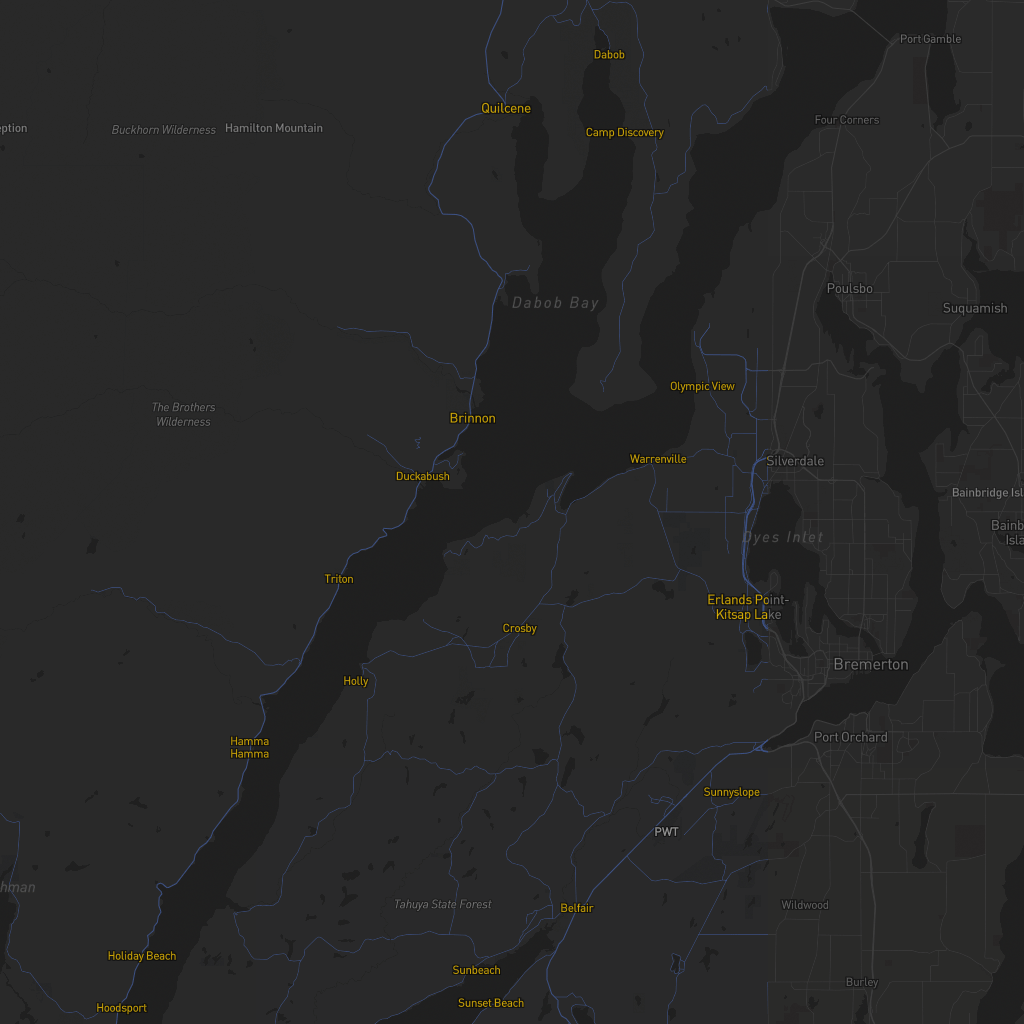 Port Gamble
Dabob
Quilcene
Four Corners
eption
Buckhorn Wilderness
Hamilton Mountain
Camp Discovery
Poulsbo
Dabob Bay
Suquamish
Olympic View
The Brothers
Wilderness
Brinnon
Warrenville
Silverdale
Duckabush
Bainbridge Isl
Bainb
Isla
Dyes Inlet
Triton
Erlands Point-
Kitsap Lake
Crosby
Bremerton
Holly
Hamma
Hamma
Port Orchard
Sunnyslope
PWT
hman
Tahuya State Forest
Belfair
Wildwood
Holiday Beach
Sunbeach
Burley
Hoodsport
Sunset Beach